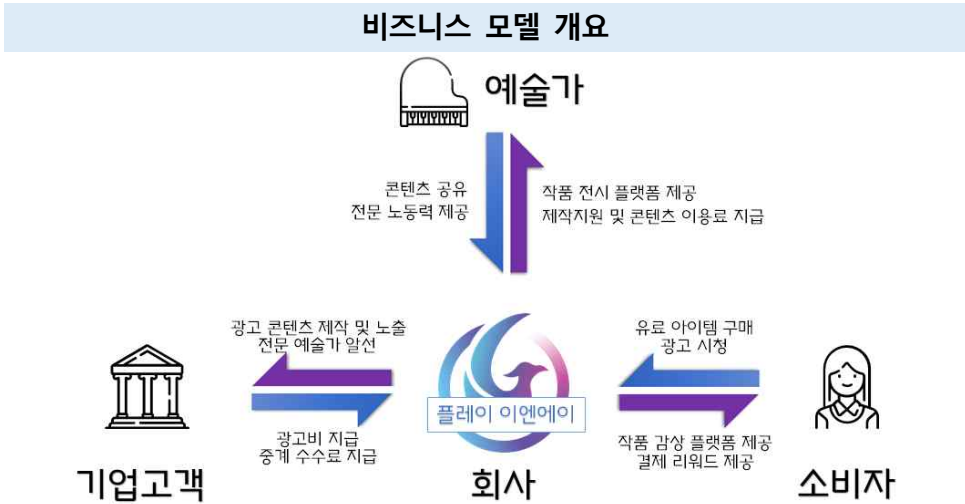 비즈니스 모델 개요
예술가
콘텐츠 공유
전문 노동력 제공
작품 전시 플랫폼 제공
제작지원 및 콘텐츠 이용료 지급
광고 콘텐츠 제작 및 노출
전문 예술가 알선
광고비 지급
중계 수수료 지급
기업고객
플레이 이엔에이
회사
유료 아이템 구매
광고 시청
작품 감상 플랫폼 제공
결제 리워드 제공
소비자